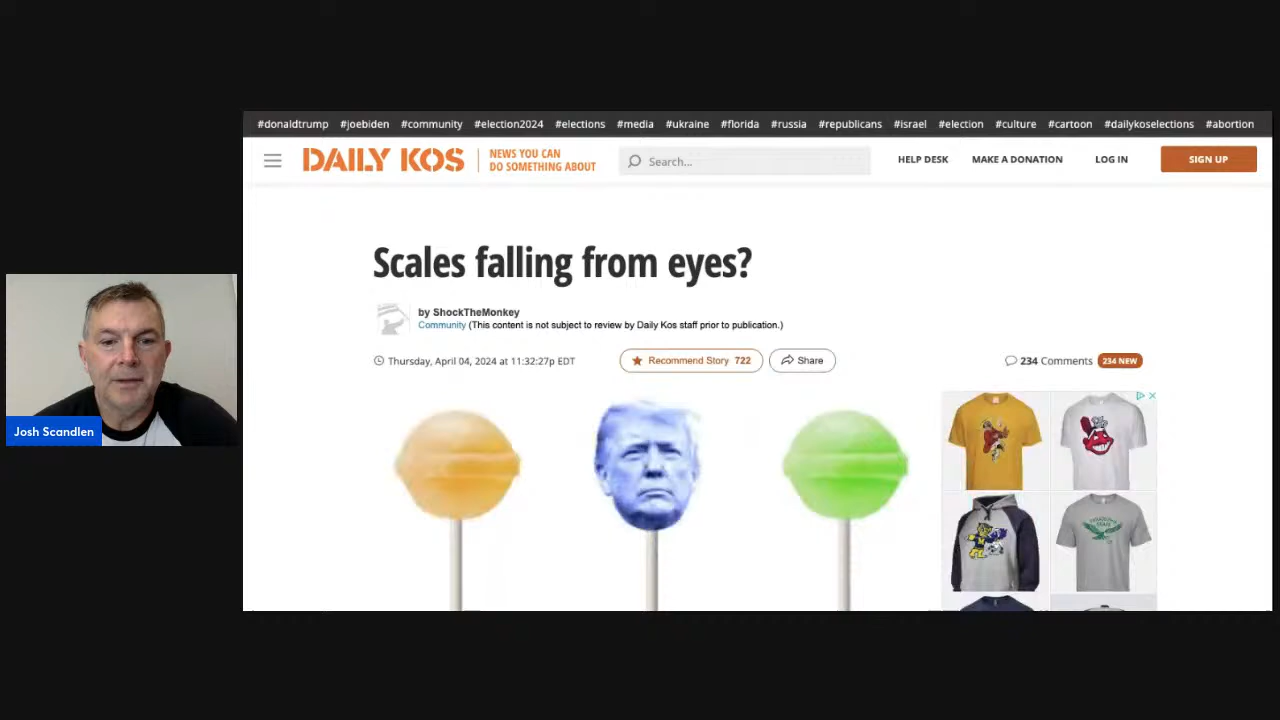 #donaldtrump #joebiden #community #election2024 #elections #media #ukraine #florida #russia #republicans #israel #election #culture #cartoon #dailykoselections #abortion
DAILY KOS
NEWS YOU CAN
DO SOMETHING ABOUT
Search...
HELP DESK
MAKE A DONATION
LOG IN
SIGN UP
Scales falling from eyes?
by ShockTheMonkey
Community (This content is not subject to review by Daily Kos staff prior to publication.)
Thursday, April 04, 2024 at 11:32:27p EDT
Recommend Story 722
Share
234 Comments 234 NEW
Josh Scandlen